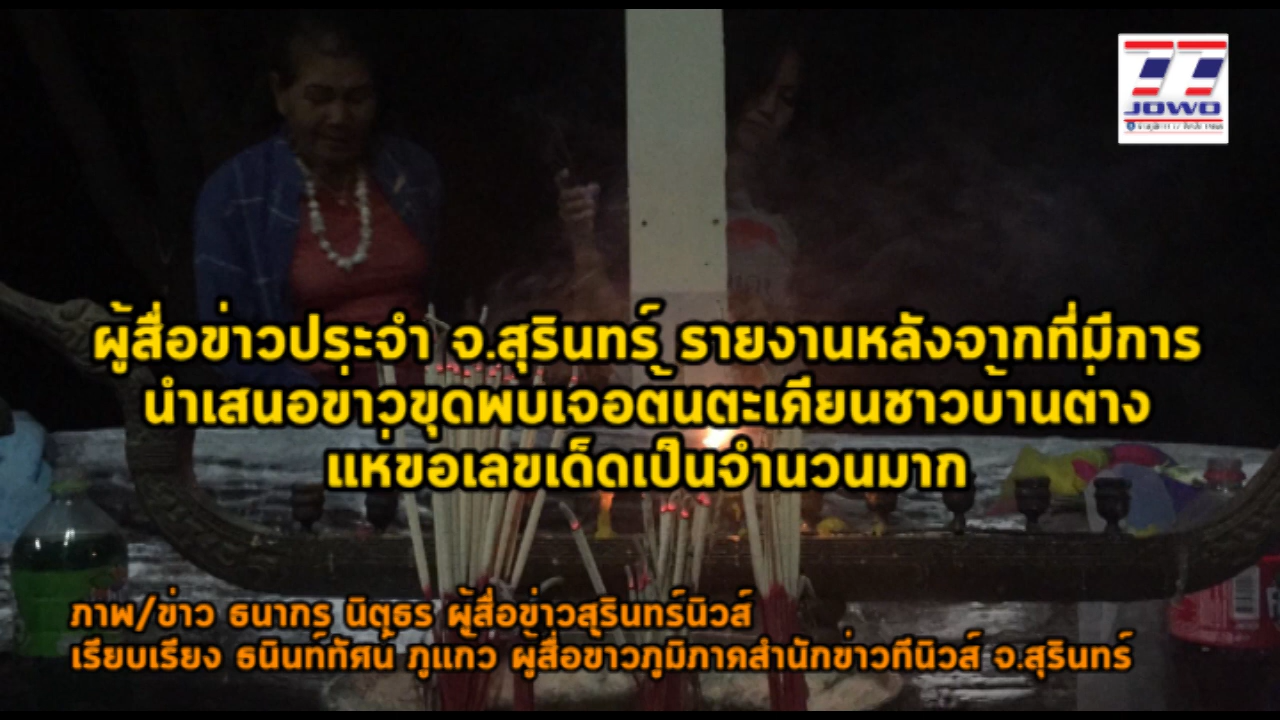 JOWO
ผู้สื่อข่าวประจำ จ.สุรินทร์ รายงานหลังจากที่มีการ
นำเสนอข่าวขุดพบเจอต้นตะเคียนชาวบ้านต่าง
แห่ขอเลขเด็ดเป็นจำนวนมาก
ภาพ/ข่าว ธนากร นิตุธร ผู้สื่อข่าวสุรินทร์นิวส์
เรียบเรียง ธนินท์ทัศน์ ภูแก้ว ผู้สื่อข่าวภูมิภาคสำนักข่าวทีนิวส์ จ.สุรินทร์